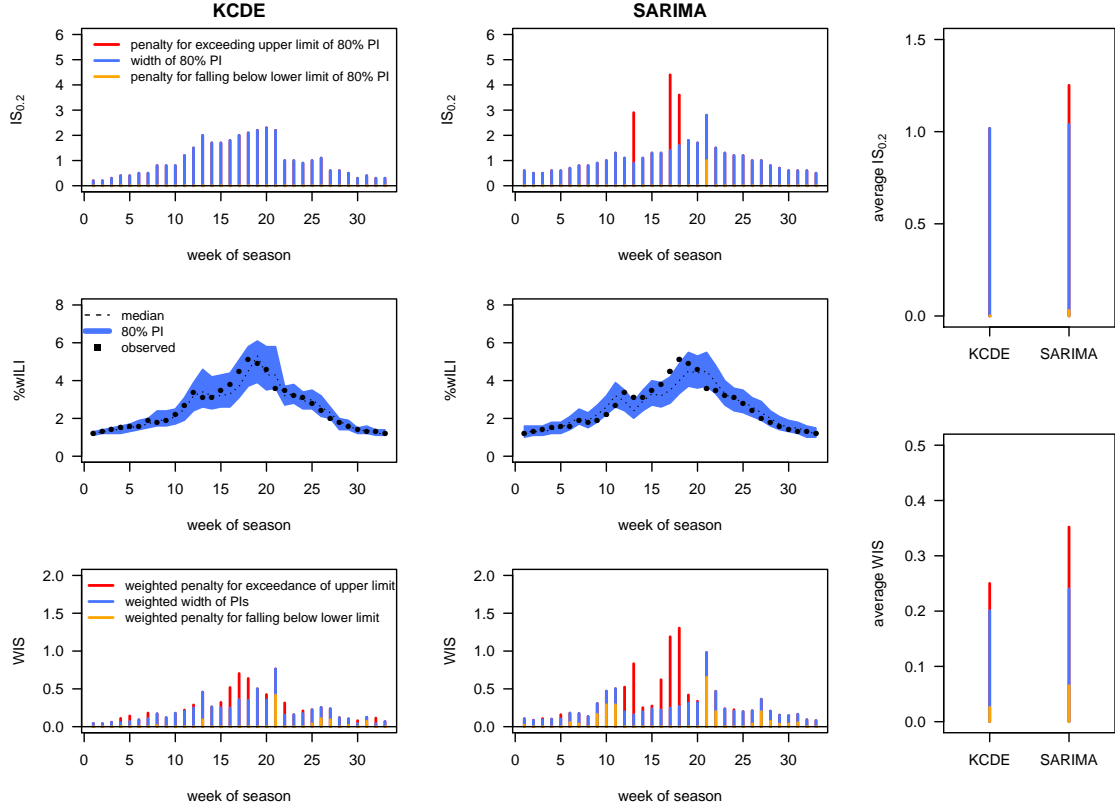 KCDE
SARIMA
IS0.2
6
5
4
3
2
1
0
penalty for exceeding upper limit of 80% PI
width of 80% PI
penalty for falling below lower limit of 80% PI
0 5 10 15 20 25 30
week of season
IS0.2
6
5
4
3
2
1
0
0 5 10 15 20 25 30
week of season
average IS0.2
1.5
1.0
0.5
0.0
KCDE SARIMA
%wILI
8
6
4
2
0
median
80% PI
observed
0 5 10 15 20 25 30
week of season
%wILI
8
6
4
2
0
0 5 10 15 20 25 30
week of season
WIS
2.0
1.5
1.0
0.5
0.0
weighted penalty for exceedance of upper limit
weighted width of PIs
weighted penalty for falling below lower limit
0 5 10 15 20 25 30
week of season
WIS
2.0
1.5
1.0
0.5
0.0
0 5 10 15 20 25 30
week of season
average WIS
0.5
0.4
0.3
0.2
0.1
0.0
KCDE SARIMA